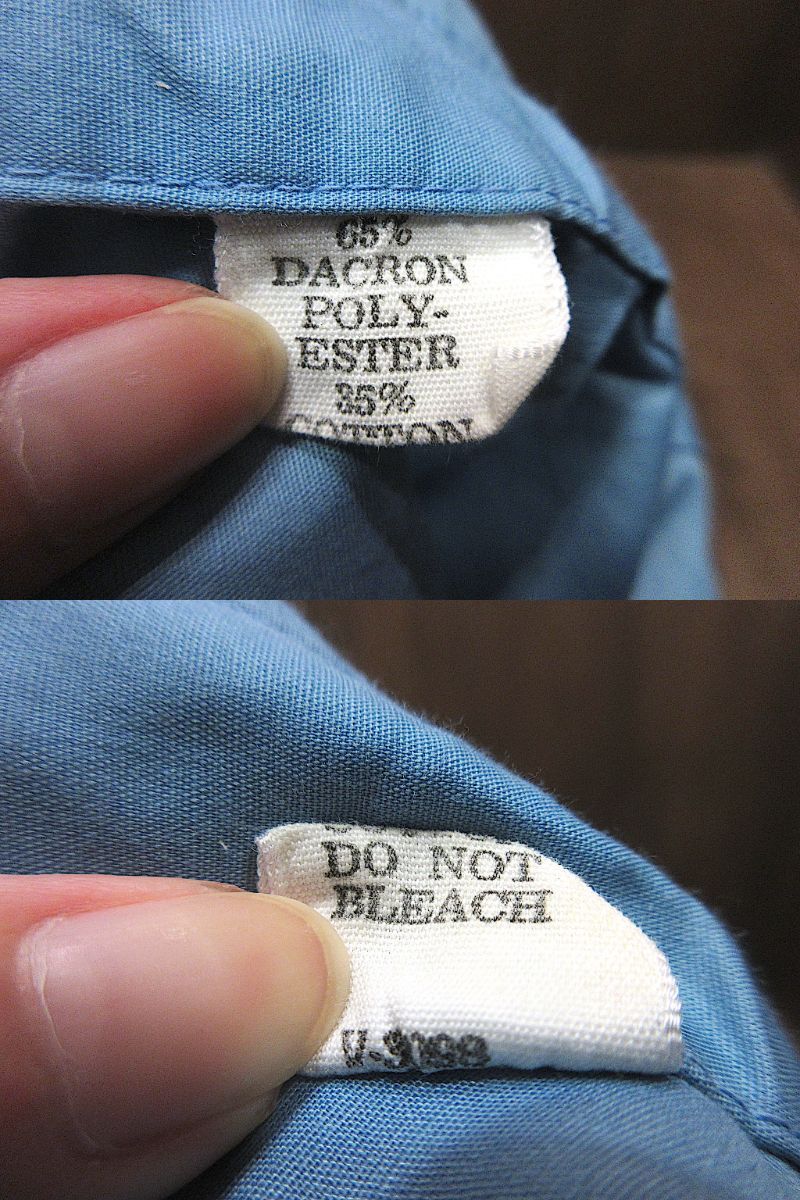 65%
DACRON
POLY-
ESTER
35%
COTTON
DO NOT
BLEACH